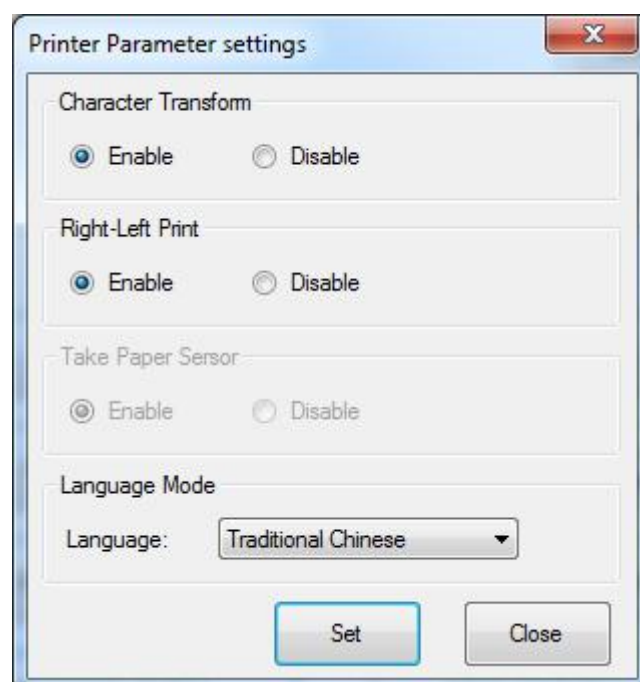 Printer Parameter settings
Character Transform
Enable Disable
Right-Left Print
Enable Disable
Take Paper Sersor
Enable Disable
Language Mode
Language: Traditional Chinese
Set Close